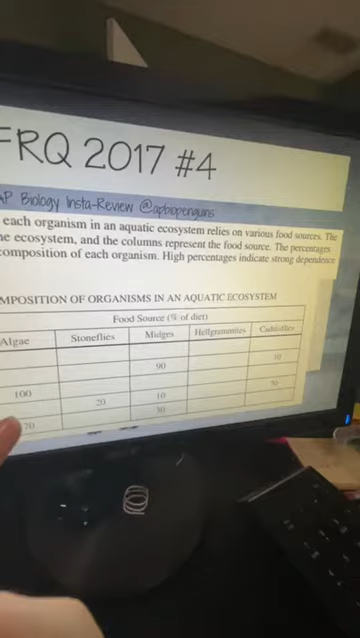 FRQ 2017 #4
AP Biology Insta-Review @apbiopenguins
each organism in an aquatic ecosystem relies on various food sources. The
he ecosystem, and the columns represent the food source. The percentages
composition of each organism. High percentages indicate strong dependence
MPOSITION OF ORGANISMS IN AN AQUATIC ECOSYSTEM
Food Source (% of diet)
Algae Stoneflies Midges Hellgrammites Caddisflies
10
90
100 10
20 30
70